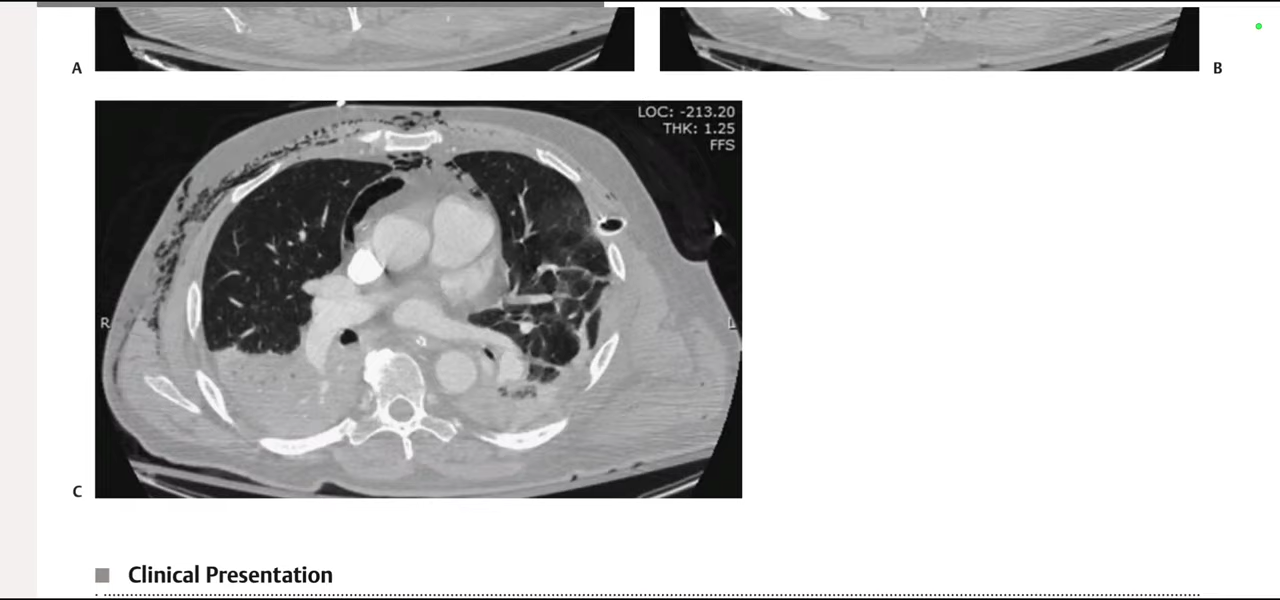 A
B
LOC: -213.20
THK: 1.25
FFS
R
L
C
Clinical Presentation